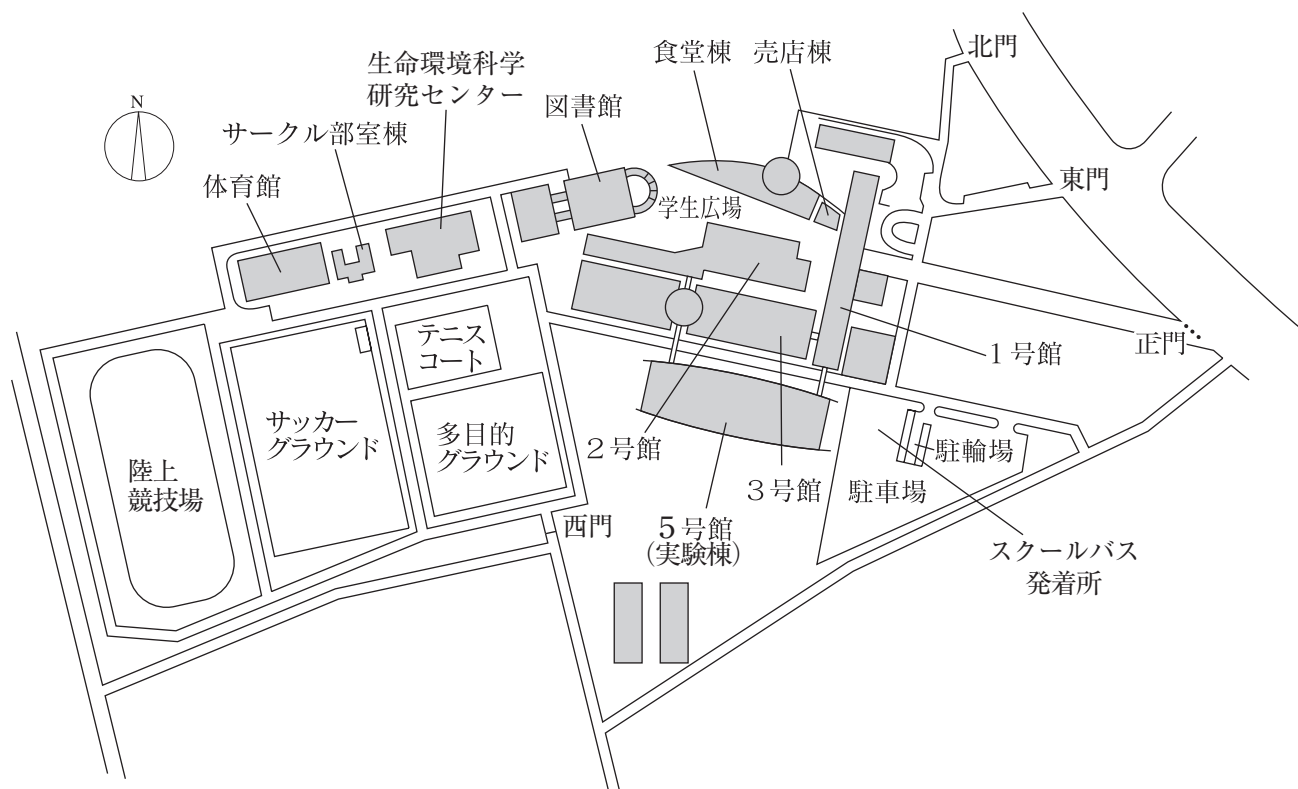 北門
食堂棟
売店棟
生命環境科学
研究センター
図書館
N
サークル部室棟
体育館
東門
学生広場
テニス
コート
正門
1号館
サッカー
グラウンド
多目的
グラウンド
2号館
駐輪場
陸上
競技場
3号館
駐車場
西門
5号館
(実験棟)
スクールバス
発着所